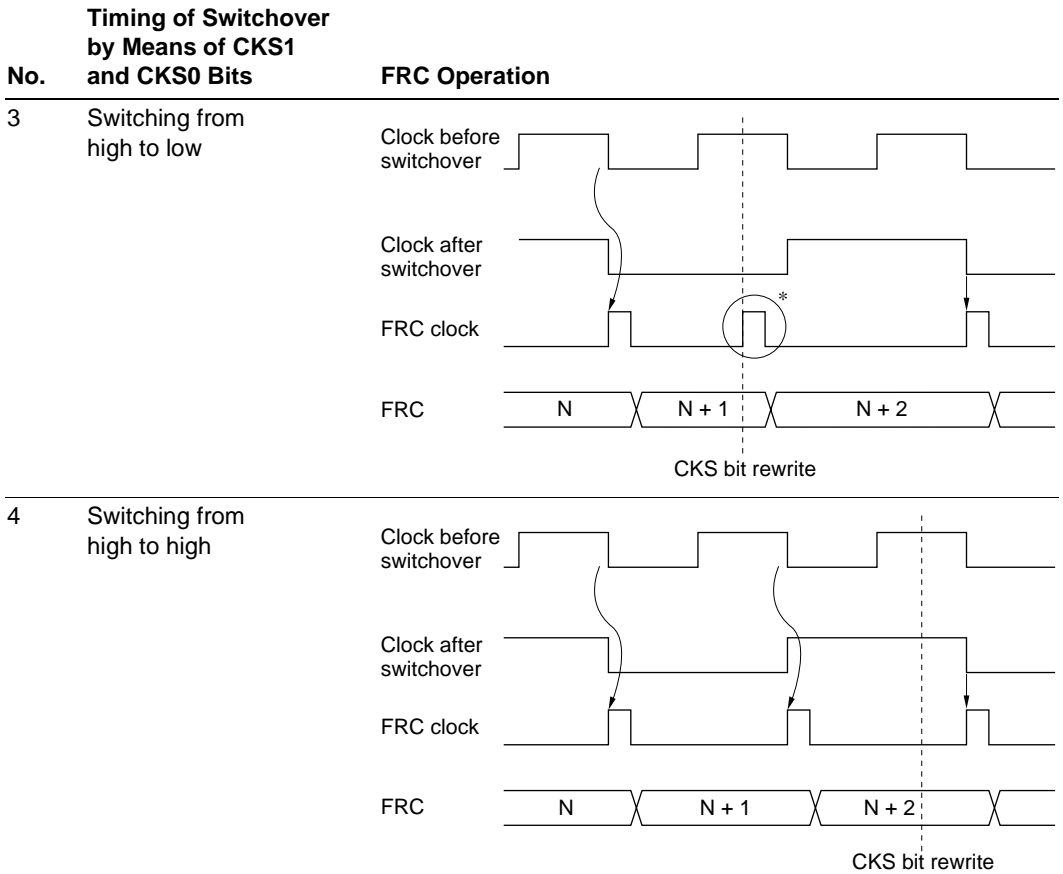 No.
Timing of Switchover
by Means of CKS1
and CKS0 Bits
FRC Operation
3
Switching from
high to low
Clock before
switchover
Clock after
switchover
FRC clock
*
FRC
N
N + 1
N + 2
CKS bit rewrite
4
Switching from
high to high
Clock before
switchover
Clock after
switchover
FRC clock
FRC
N
N + 1
N + 2
CKS bit rewrite